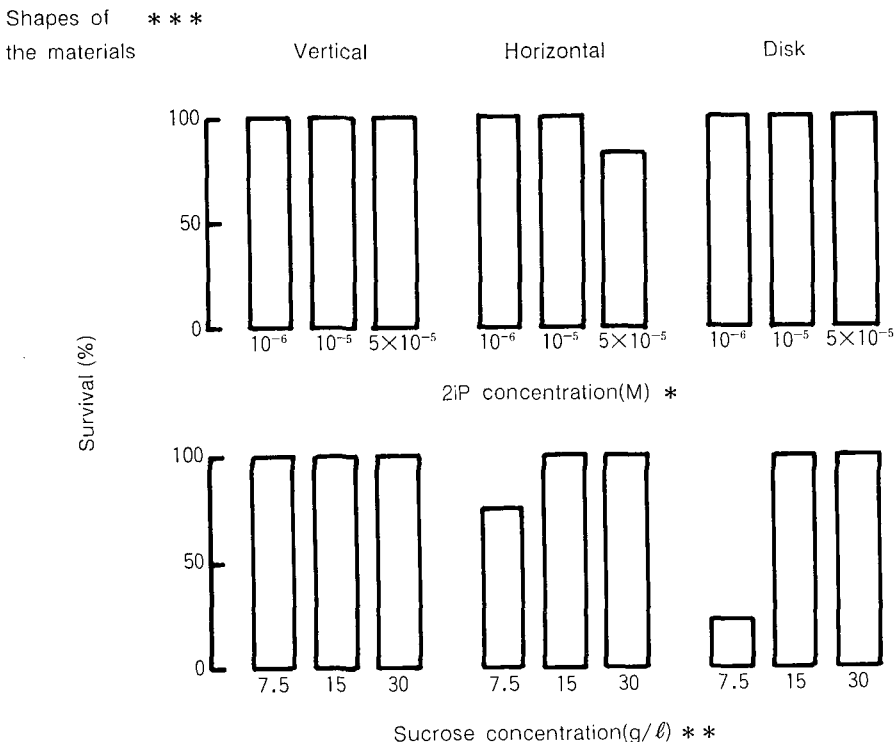 Shapes of ***
the materials Vertical Horizontal Disk
100
50
0
10⁻⁶ 10⁻⁵ 5×10⁻⁵ 10⁻⁶ 10⁻⁵ 5×10⁻⁵ 10⁻⁶ 10⁻⁵ 5×10⁻⁵
2iP concentration(M) *
Survival (%)
100
50
0
7.5 15 30 7.5 15 30 7.5 15 30
Sucrose concentration(g/ℓ) **